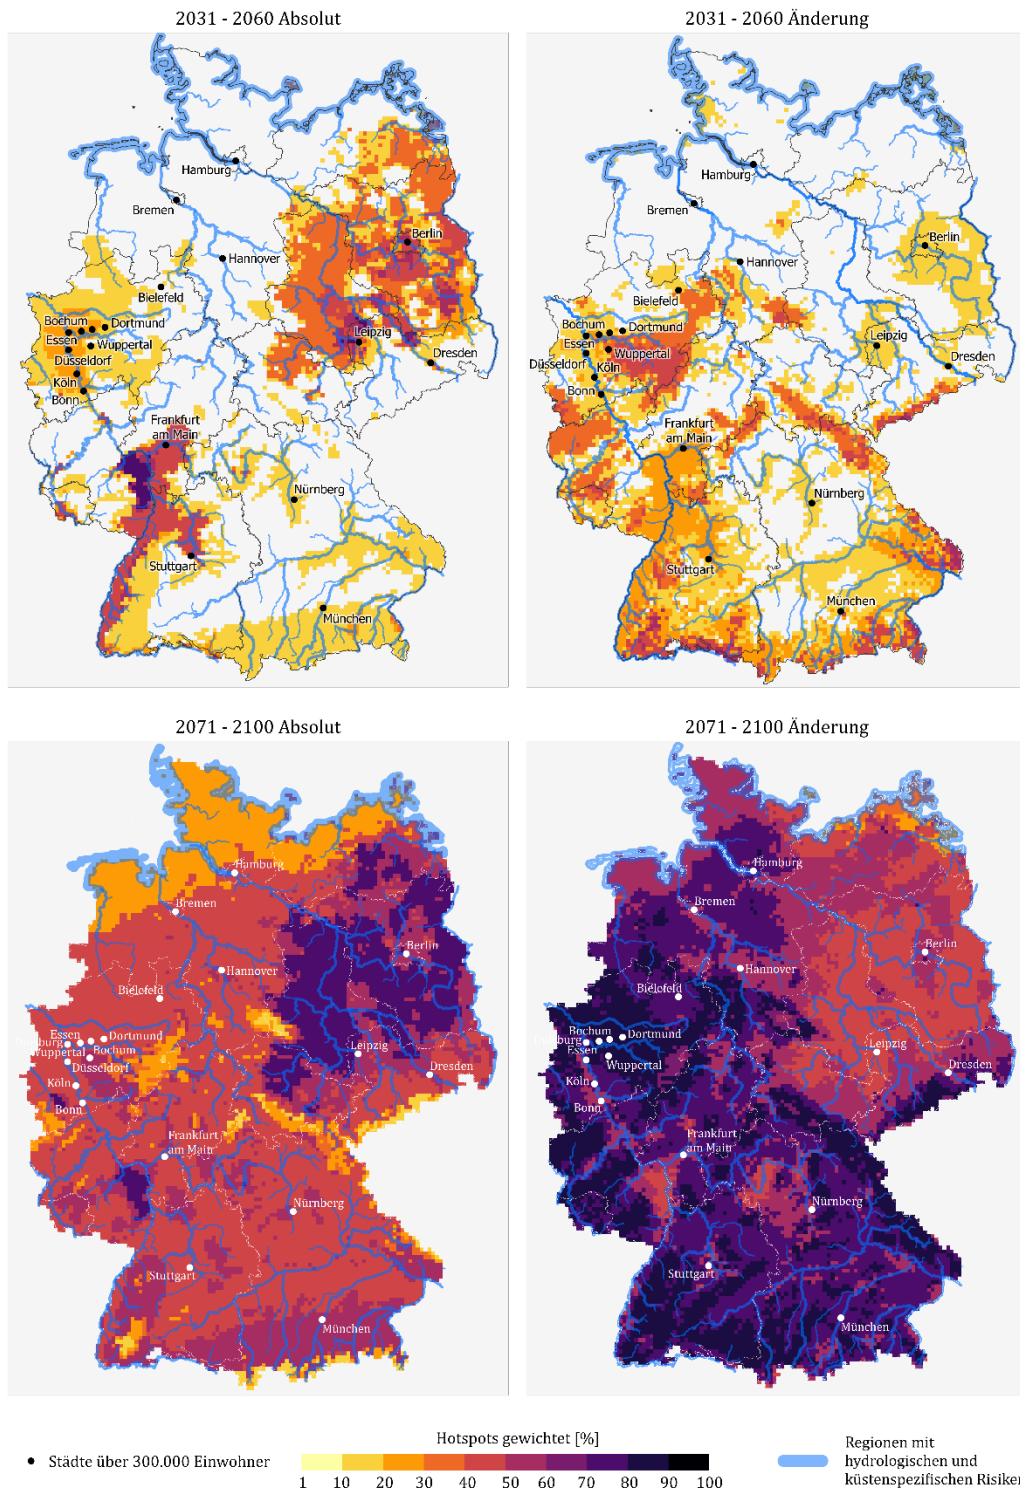 2031 - 2060 Absolut
Hamburg
Bremen
Berlin
Hannover
Bielefeld
Bochum
Dortmund
Essen
Wuppertal
Düsseldorf
Köln
Bonn
Leipzig
Dresden
Frankfurt
am Main
Nürnberg
Stuttgart
München
2031 - 2060 Änderung
Hamburg
Bremen
Berlin
Hannover
Bielefeld
Bochum
Dortmund
Essen
Wuppertal
Düsseldorf
Köln
Bonn
Leipzig
Dresden
Frankfurt
am Main
Nürnberg
Stuttgart
München
2071 - 2100 Absolut
Hamburg
Bremen
Berlin
Hannover
Bielefeld
Essen
Dortmund
Wuppertal
Bochum
Düsseldorf
Köln
Bonn
Leipzig
Dresden
Frankfurt
am Main
Nürnberg
Stuttgart
München
2071 - 2100 Änderung
Hamburg
Bremen
Berlin
Hannover
Bielefeld
Bochum
Dortmund
Essen
Wuppertal
Köln
Bonn
Leipzig
Dresden
Frankfurt
am Main
Nürnberg
Stuttgart
München
Städte über 300.000 Einwohner
Hotspots gewichtet [%]
1 10 20 30 40 50 60 70 80 90 100
Regionen mit
hydrologischen und
küstenspezifischen Risiken